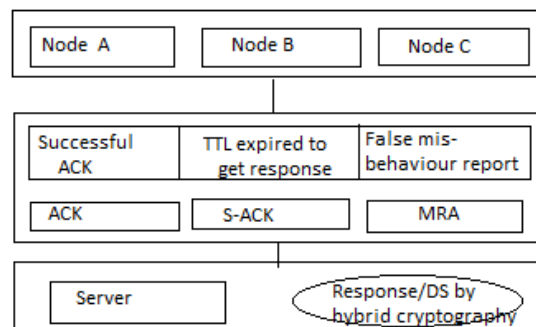 Node A
Node B
Node C
Successful
ACK
TTL expired to
get response
False mis-
behaviour report
ACK
S-ACK
MRA
Server
Response/DS by
hybrid cryptography